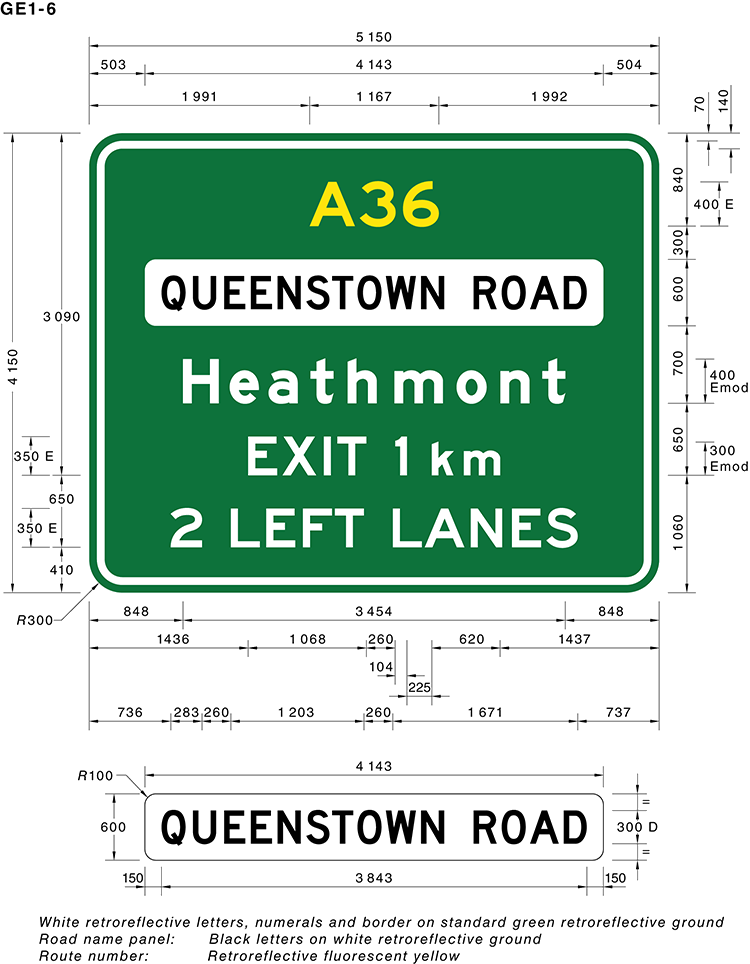 GE1-6
5 150
503 4 143 504
1 991 1 167 1 992
70
140
840
400 E
A36
300
QUEENSTOWN ROAD
600
3 090
4 150
Heathmont
700
400
Emod
350 E
EXIT 1 km
650
300
Emod
650
350 E
2 LEFT LANES
1 060
410
R300
848 3 454 848
1436 1 068 260 620 1437
104
225
736 283 260 1 203 260 1 671 737
4 143
R100
600
QUEENSTOWN ROAD
=
300 D
=
150 3 843 150
White retroreflective letters, numerals and border on standard green retroreflective ground
Road name panel: Black letters on white retroreflective ground
Route number: Retroreflective fluorescent yellow